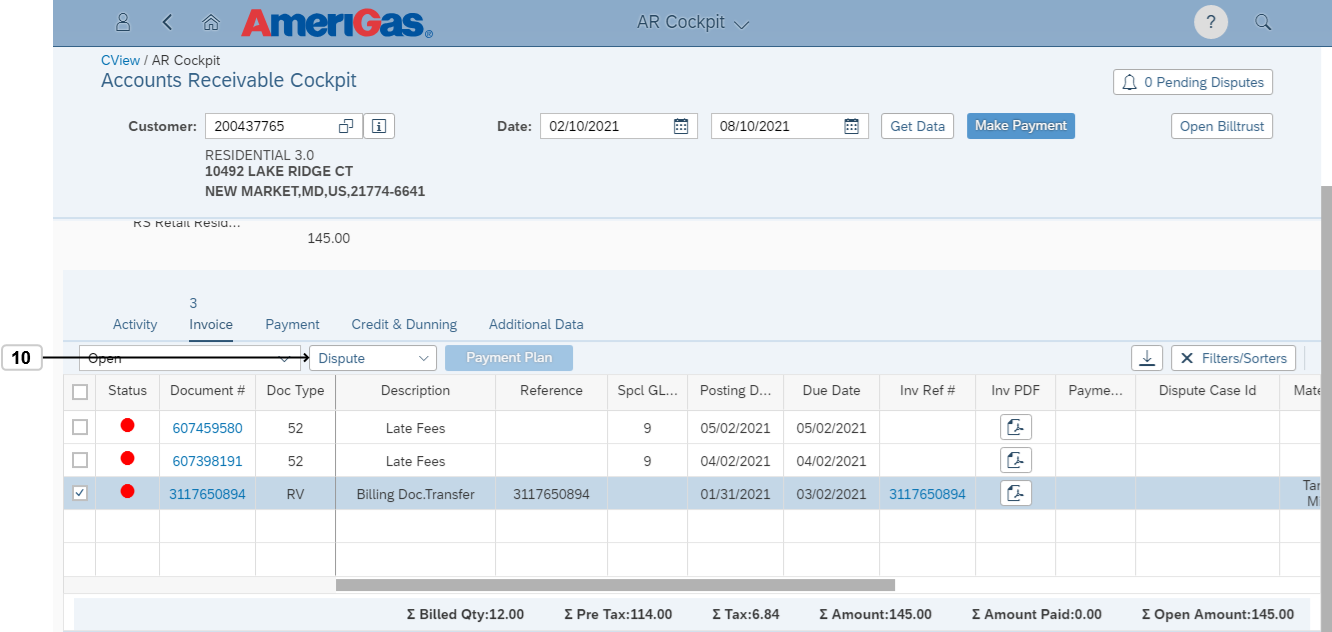 AmeriGas.
AR Cockpit
?
CView / AR Cockpit
Accounts Receivable Cockpit
0 Pending Disputes
Customer: 200437765
Date: 02/10/2021 08/10/2021 Get Data Make Payment Open Billtrust
RESIDENTIAL 3.0
10492 LAKE RIDGE CT
NEW MARKET,MD,US,21774-6641
RS Retail Resid...
145.00
3
Activity Invoice Payment Credit & Dunning Additional Data
10 Open Dispute Payment Plan Filters/Sorters
Status Document # Doc Type Description Reference Spcl GL... Posting D... Due Date Inv Ref # Inv PDF Payme... Dispute Case Id Mate
607459580 52 Late Fees 9 05/02/2021 05/02/2021
607398191 52 Late Fees 9 04/02/2021 04/02/2021
3117650894 RV Billing Doc.Transfer 3117650894 01/31/2021 03/02/2021 3117650894 Tar
M
Σ Billed Qty:12.00 Σ Pre Tax:114.00 Σ Tax:6.84 Σ Amount:145.00 Σ Amount Paid:0.00 Σ Open Amount:145.00